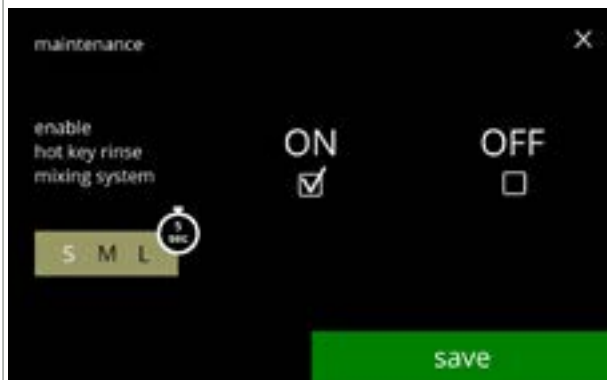 maintenance
enable
hot key rinse
mixing system
ON
OFF
5
sec
S M L
save